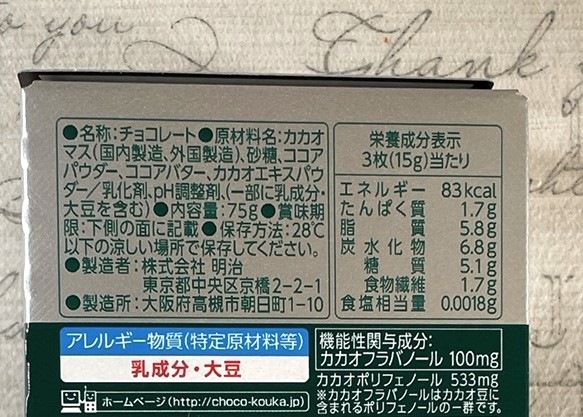 to you
Thank
●名称:チョコレート●原材料名:カカオ
マス(国内製造、外国製造)、砂糖、ココア
パウダー、ココアバター、カカオエキスパウ
ダー/乳化剤、pH調整剤、(一部に乳成分・
大豆を含む)●内容量:75g●賞味期
限:下側の面に記載●保存方法:28℃
以下の涼しい場所で保存してください。
●製造者:株式会社 明治
東京都中央区京橋2-2-1
●製造所:大阪府高槻市朝日町1-10
栄養成分表示
3枚(15g)当たり
エネルギー 83kcal
たんぱく質 1.7g
脂質 5.8g
炭水化物 6.8g
糖質 5.1g
食物繊維 1.7g
食塩相当量 0.0018g
アレルギー物質(特定原材料等)
乳成分・大豆
ホームページ(http://choco-kouka.jp)
機能性関与成分:
カカオフラバノール 100mg
カカオポリフェノール 533mg
※カカオフラバノールはカカオ豆に
含まれるポリフェノールの一群です。